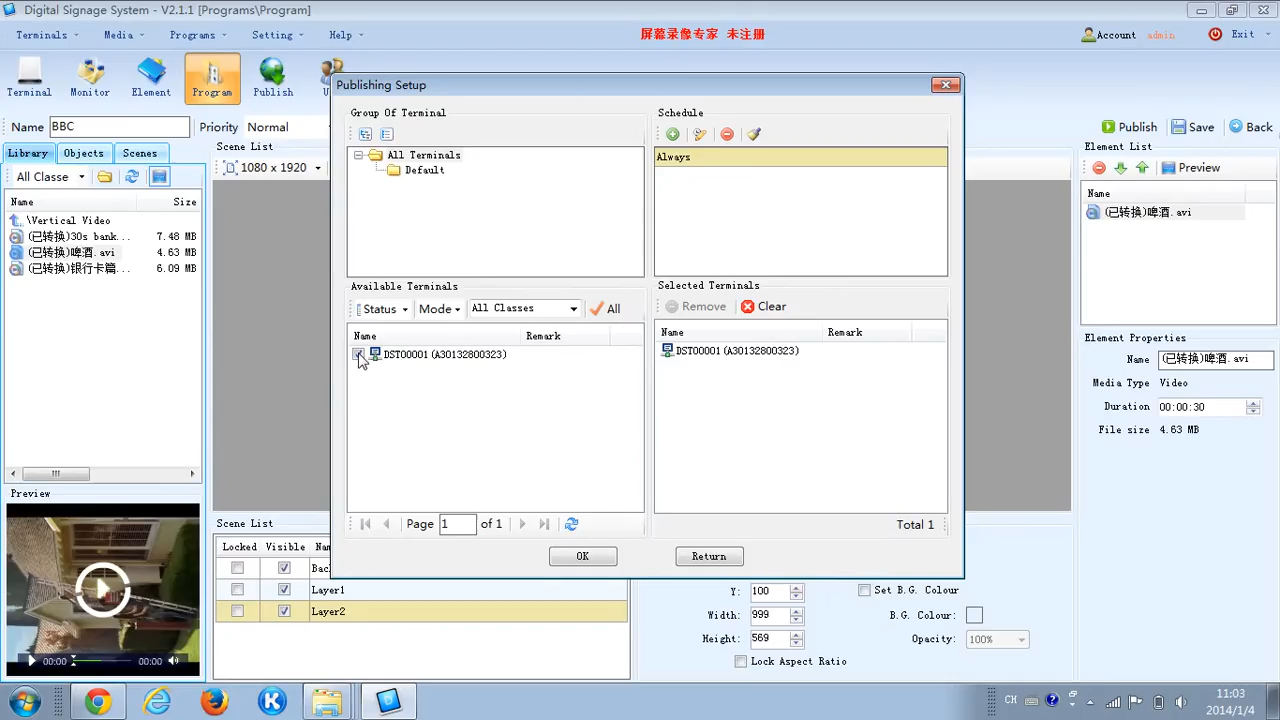 Digital Signage System - V2.1.1 [Programs\Program]
Terminals Media Programs Setting Help
屏幕录像专家 未注册
Account admin Exit
Terminal Monitor Element Program Publish
Name BBC Priority Normal
Publish Save Back
Library Objects Scenes
Scene List
Element List
All Classe
1080 x 1920
Preview
Name Size
\Vertical Video
(已转换)30s bank... 7.48 MB
(已转换)啤酒.avi 4.63 MB
(已转换)银行卡篇... 6.09 MB
Preview
00:00 00:00
Publishing Setup
Group Of Terminal
All Terminals
Default
Schedule
Always
Available Terminals
Status Mode All Classes All
Name Remark
DST00001(A30132800323)
Page 1 of 1
Selected Terminals
Remove Clear
Name Remark
DST00001(A30132800323)
Total 1
OK Return
Name
(已转换)啤酒.avi
Element Properties
Name (已转换)啤酒.avi
Media Type Video
Duration 00:00:30
File size 4.63 MB
Scene List
Locked Visible
Layer1
Layer2
Y: 100
Width: 999
Height: 569
Lock Aspect Ratio
Set B.G. Colour
B.G. Colour:
Opacity: 100%
CH
11:03
2014/1/4